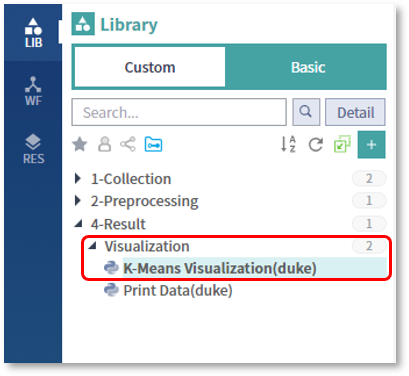 LIB
WF
RES
Library
Custom
Basic
Search...
Detail
A
Z
+
1-Collection 2
2-Preprocessing 1
4-Result 1
Visualization 2
K-Means Visualization(duke)
Print Data(duke)